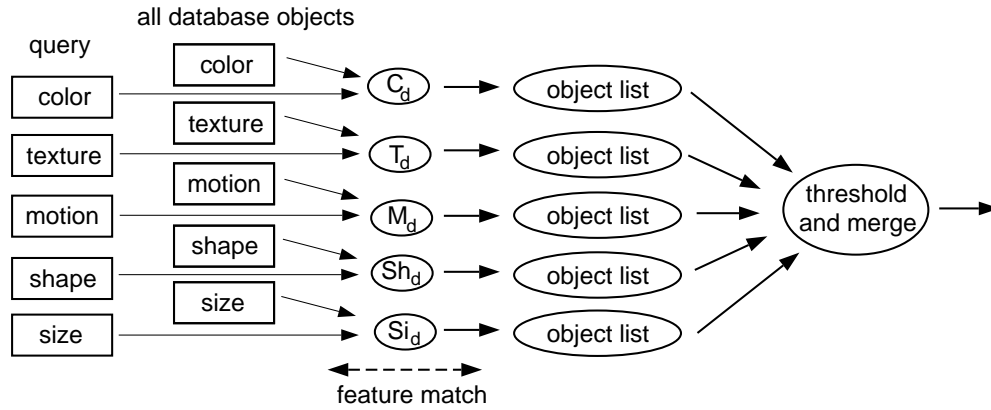 all database objects
query
color
color
C_d
object list
texture
texture
T_d
object list
motion
motion
M_d
object list
threshold
and merge
shape
shape
Sh_d
object list
size
size
Si_d
object list
feature match